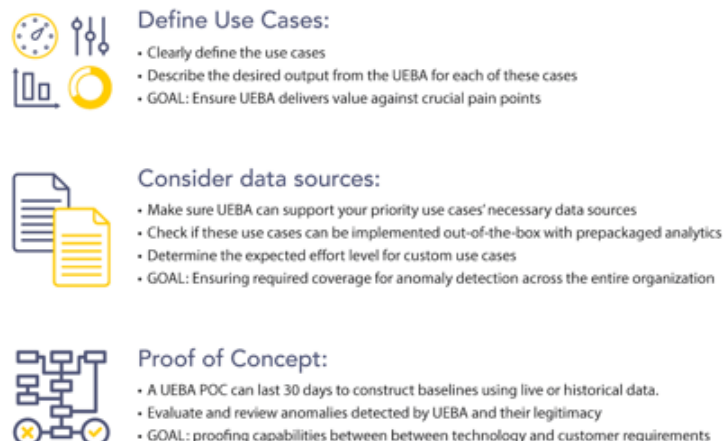 Define Use Cases:
• Clearly define the use cases
• Describe the desired output from the UEBA for each of these cases
• GOAL: Ensure UEBA delivers value against crucial pain points
Consider data sources:
• Make sure UEBA can support your priority use cases' necessary data sources
• Check if these use cases can be implemented out-of-the-box with prepackaged analytics
• Determine the expected effort level for custom use cases
• GOAL: Ensuring required coverage for anomaly detection across the entire organization
Proof of Concept:
• A UEBA POC can last 30 days to construct baselines using live or historical data.
• Evaluate and review anomalies detected by UEBA and their legitimacy
• GOAL: proofing capabilities between between technology and customer requirements